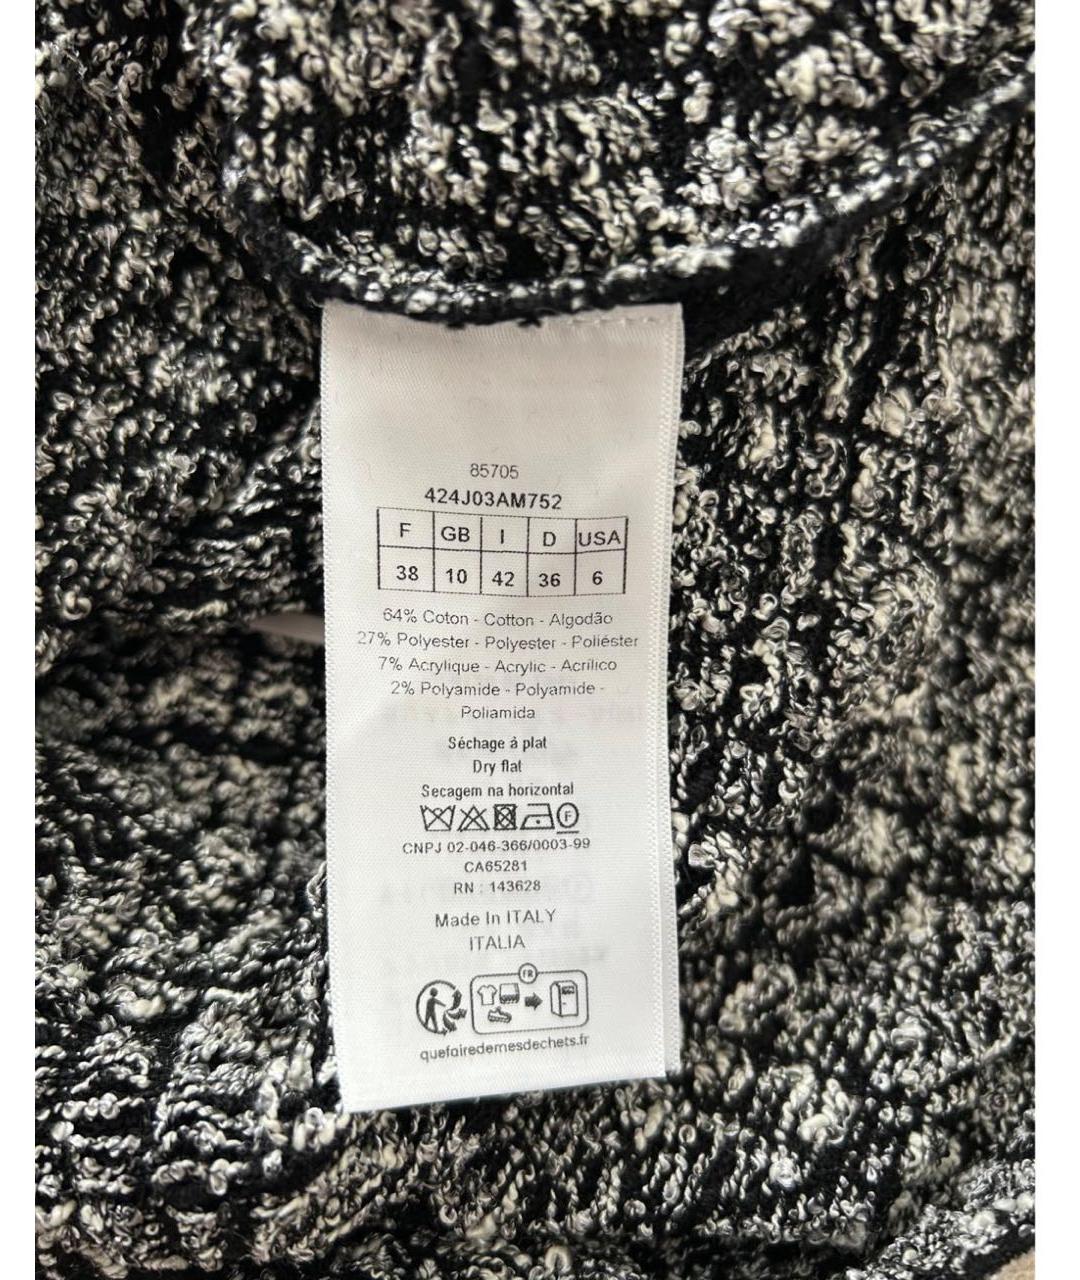 85705
424J03AM752
F GB I D USA
38 10 42 36 6
64% Coton - Cotton - Algodão
27% Polyester - Polyester - Poliéster
7% Acrylique - Acrylic - Acrílico
2% Polyamide - Polyamide -
Poliamida
Séchage à plat
Dry flat
Secagem na horizontal
F
CNPJ 02-046-366/0003-99
CA65281
RN : 143628
Made In ITALY
ITALIA
FR
quefairedemesdechets.fr